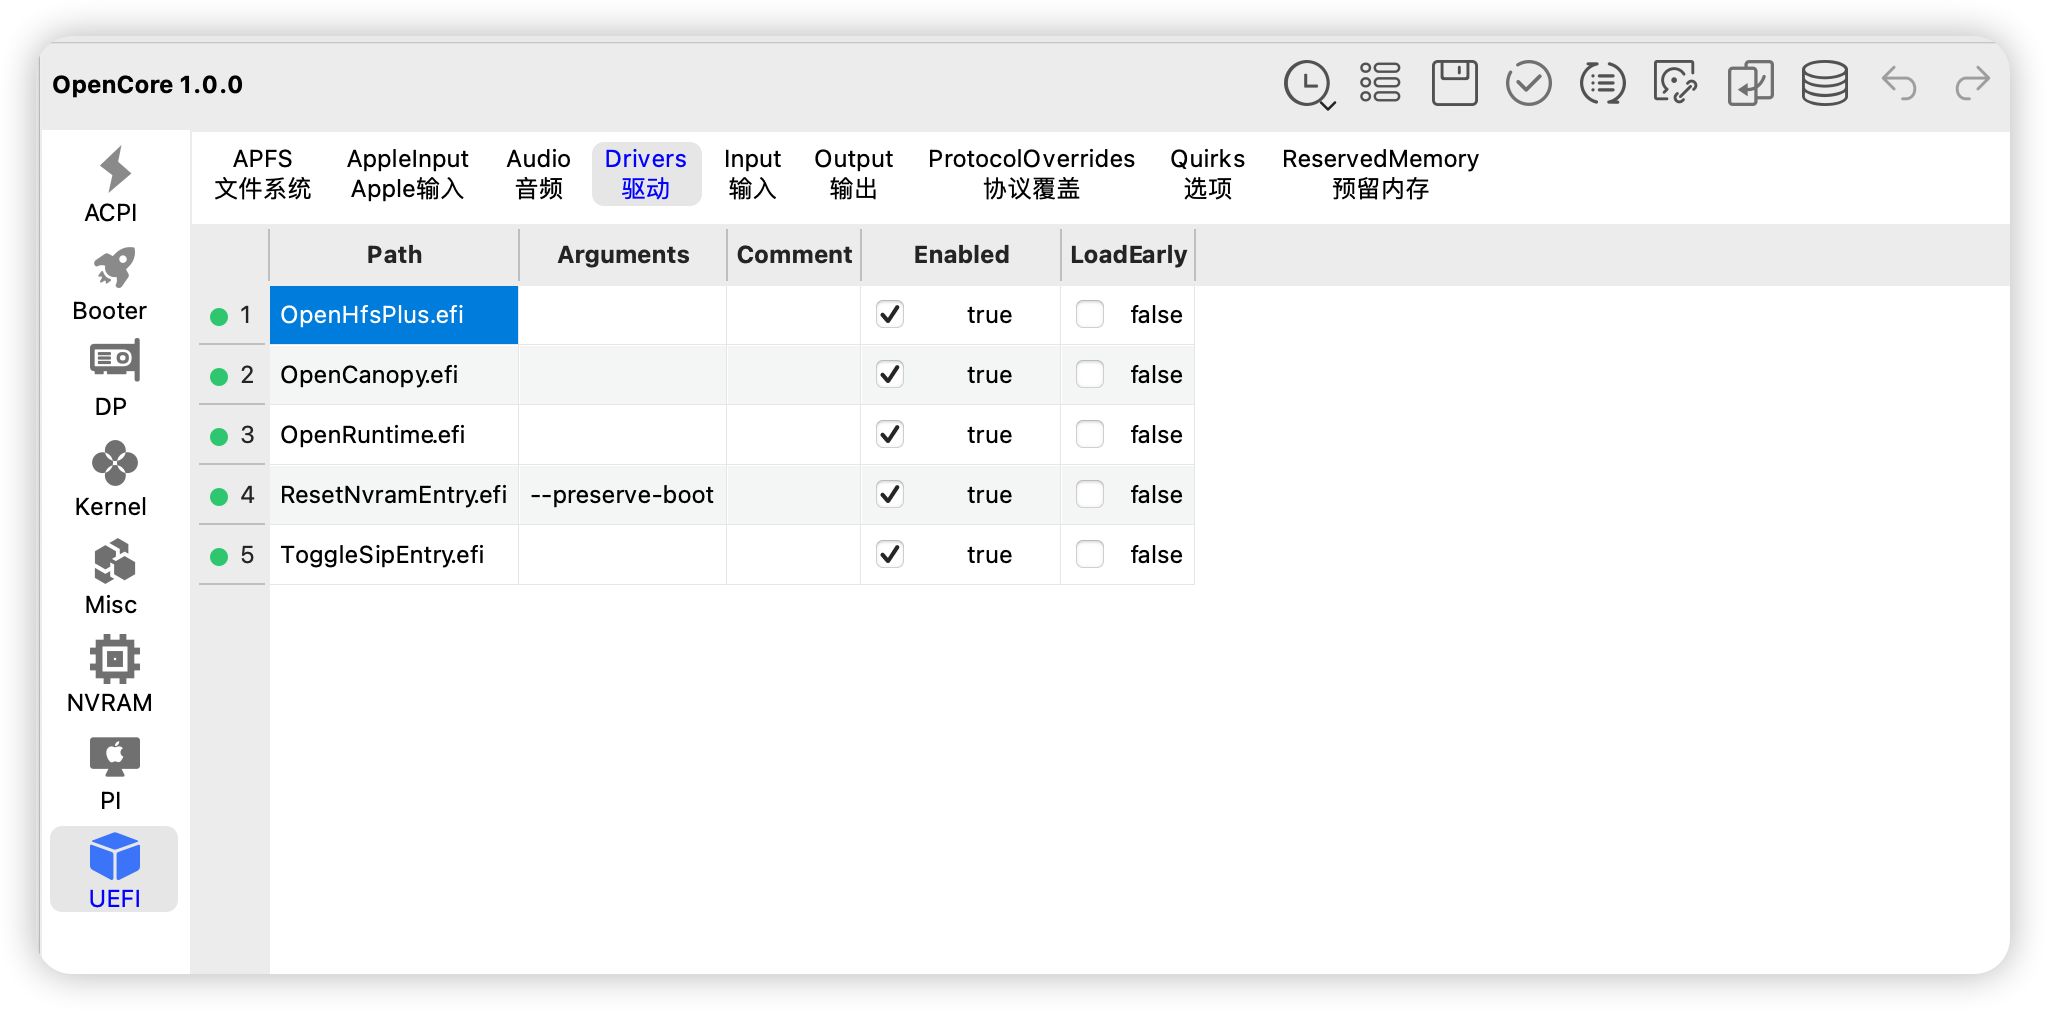 OpenCore 1.0.0
ACPI
Booter
DP
Kernel
Misc
NVRAM
PI
UEFI
APFS AppleInput Audio Drivers Input Output ProtocolOverrides Quirks ReservedMemory
文件系统 Apple输入 音频 驱动 输入 输出 协议覆盖 选项 预留内存
Path Arguments Comment Enabled LoadEarly
1 OpenHfsPlus.efi true false
2 OpenCanopy.efi true false
3 OpenRuntime.efi true false
4 ResetNvramEntry.efi --preserve-boot true false
5 ToggleSipEntry.efi true false